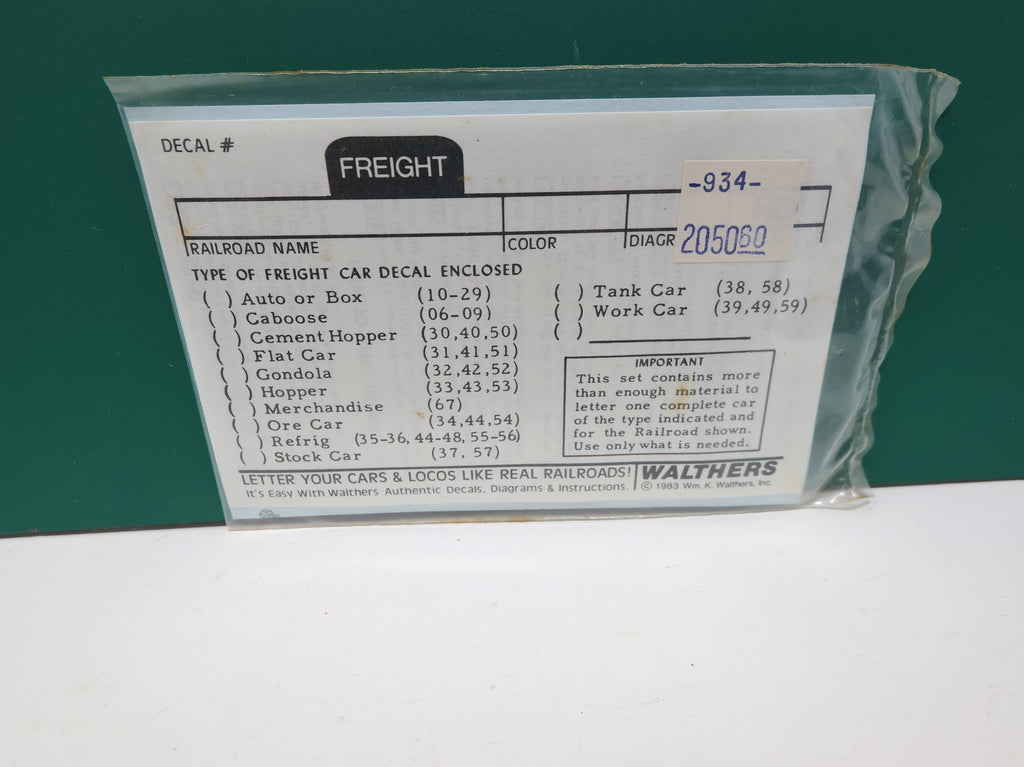 DECAL #
FREIGHT
-934-
205060
RAILROAD NAME
COLOR
DIAGR
TYPE OF FREIGHT CAR DECAL ENCLOSED
( ) Auto or Box (10-29)
( ) Caboose (06-09)
( ) Cement Hopper (30,40,50)
( ) Flat Car (31,41,51)
( ) Gondola (32,42,52)
( ) Hopper (33,43,53)
( ) Merchandise (67)
( ) Ore Car (34,44,54)
( ) Refrig (35-36, 44-48, 55-56)
( ) Stock Car (37, 57)
( ) Tank Car (38, 58)
( ) Work Car (39,49,59)
( )
IMPORTANT
This set contains more
than enough material to
letter one complete car
of the type indicated and
for the Railroad shown.
Use only what is needed.
LETTER YOUR CARS & LOCOS LIKE REAL RAILROADS!
It's Easy With Walthers Authentic Decals, Diagrams & Instructions.
WALTHERS
© 1983 Wm. K. Walthers, Inc.